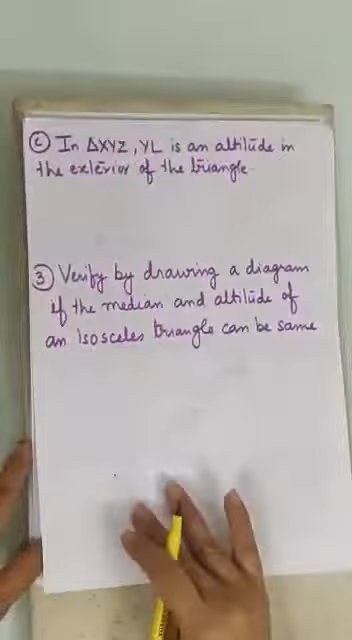 (c) In ΔXYZ, YL is an altitude in
the exterior of the triangle.
(3) Verify by drawing a diagram
if the median and altitude of
an isosceles triangle can be same